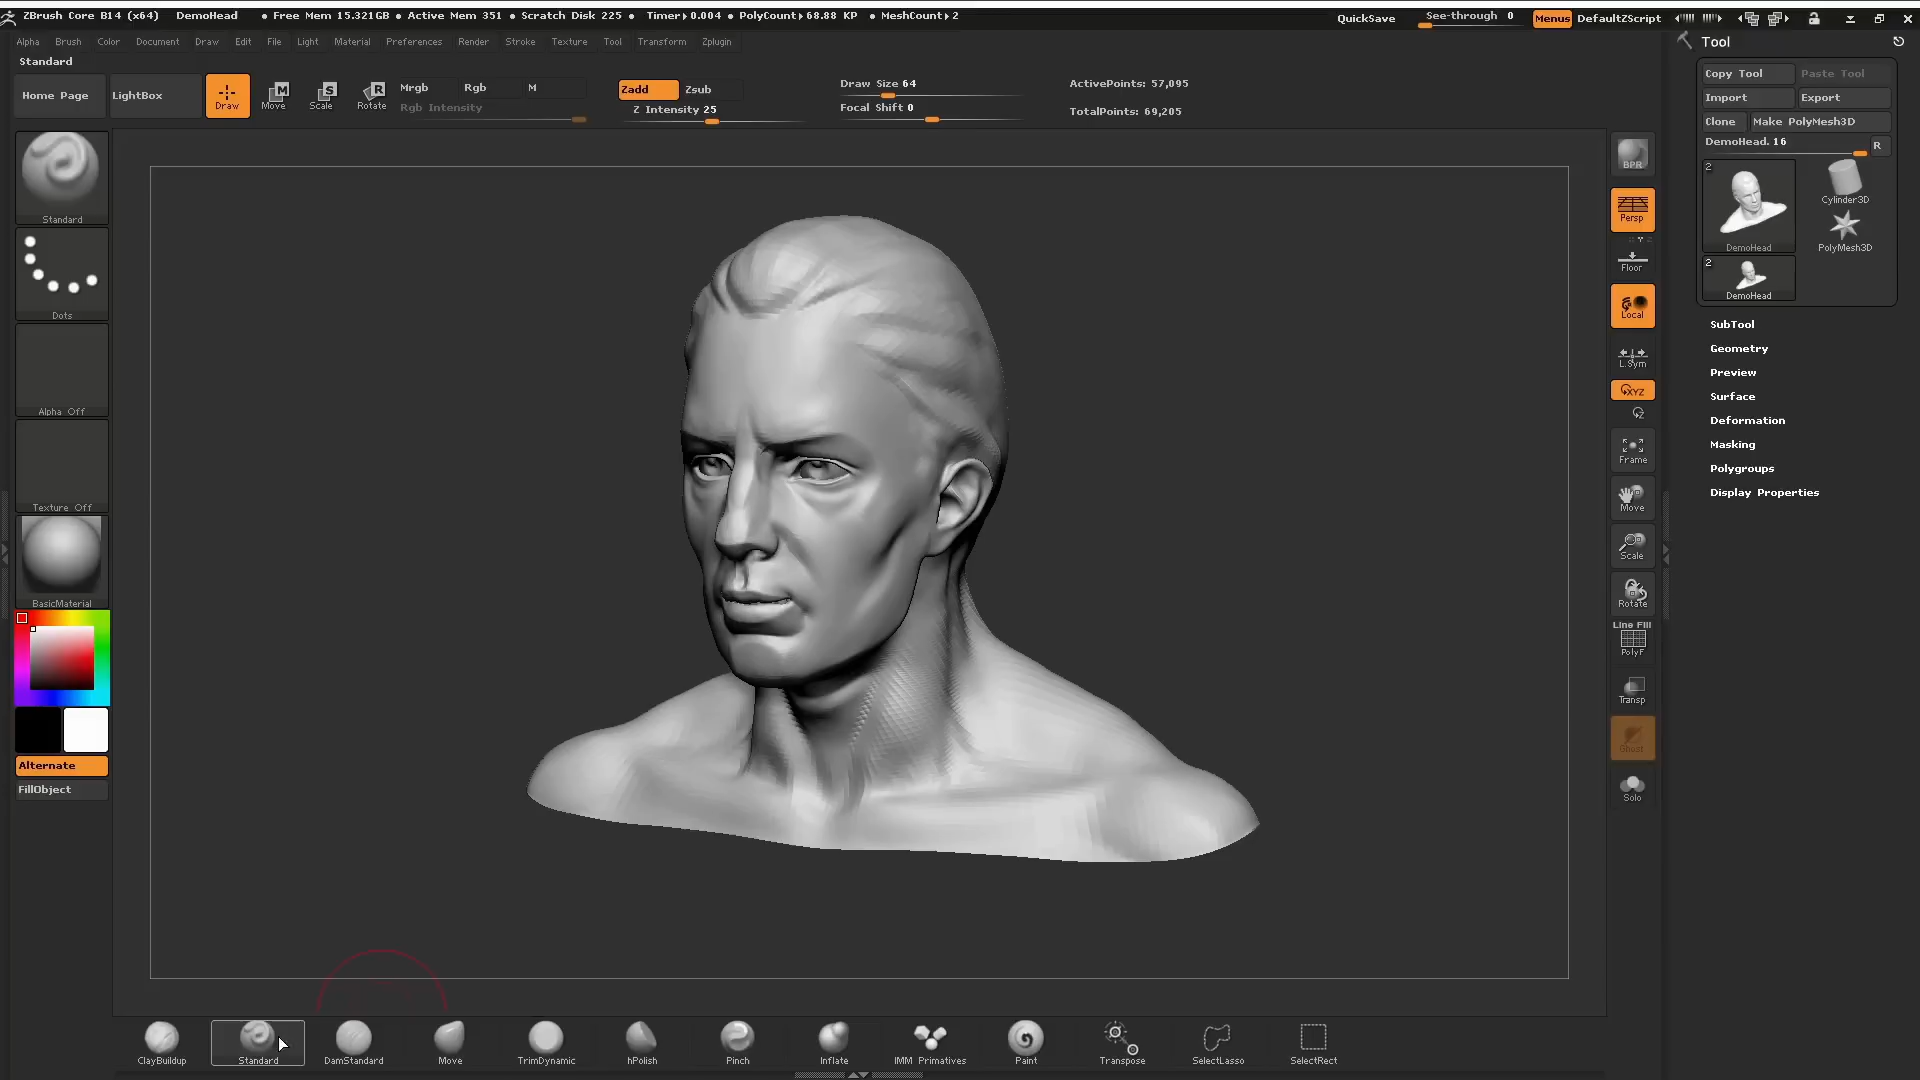 ZBrush Core B14 (x64) DemoHead • Free Mem 15.321GB • Active Mem 351 • Scratch Disk 225 • Timer▸0.004 • PolyCount▸68.88 KP • MeshCount▸2 QuickSave See-through 0 Menus DefaultZScript
Alpha Brush Color Document Draw Edit File Light Material Preferences Render Stroke Texture Tool Transform Zplugin
Standard
Home Page LightBox Draw Move Scale Rotate
M S R
Mrgb Rgb M
Rgb Intensity
Zadd Zsub
Z Intensity 25
Draw Size 64
Focal Shift 0
ActivePoints: 57,095
TotalPoints: 69,205
Standard
Dots
Alpha Off
Texture Off
BasicMaterial
Alternate
FillObject
BPR
Persp
Floor
Local
L.Sym
XYZ
Z
Frame
Move
Scale
Rotate
Line Fill
PolyF
Transp
Ghost
Solo
Tool
Copy Tool Paste Tool
Import Export
Clone Make PolyMesh3D
DemoHead. 16 R
2
DemoHead
Cylinder3D
PolyMesh3D
2
DemoHead
SubTool
Geometry
Preview
Surface
Deformation
Masking
Polygroups
Display Properties
ClayBuildup Standard DamStandard Move TrimDynamic hPolish Pinch Inflate IMM Primitives Paint Transpose SelectLasso SelectRect